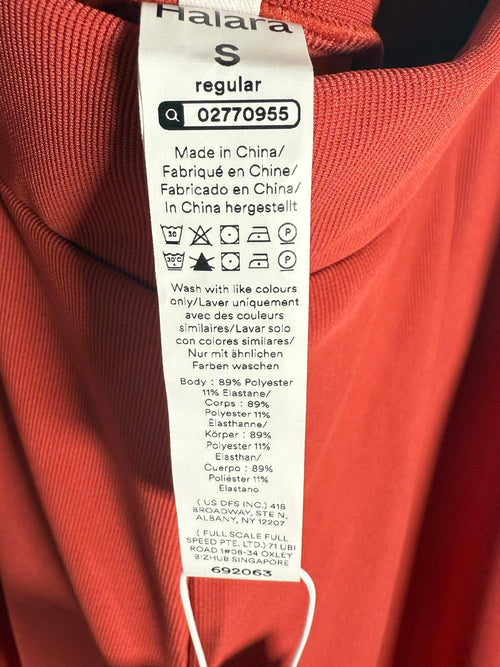 Halara
S
regular
02770955
Made in China/
Fabriqué en Chine/
Fabricado en China/
In China hergestellt
30 P
30°C P
Wash with like colours
only/Laver uniquement
avec des couleurs
similaires/Lavar solo
con colores similares/
Nur mit ähnlichen
Farben waschen
Body : 89% Polyester
11% Elastane/
Corps : 89%
Polyester 11%
Élasthanne/
Körper : 89%
Polyester 11%
Elasthan/
Cuerpo : 89%
Poliéster 11%
Elastano
( US DFS INC.) 418
BROADWAY, STE N,
ALBANY, NY 12207
( FULL SCALE FULL
SPEED PTE. LTD.) 71 UBI
ROAD 1#08-34 OXLEY
BIZHUB SINGAPORE
692063